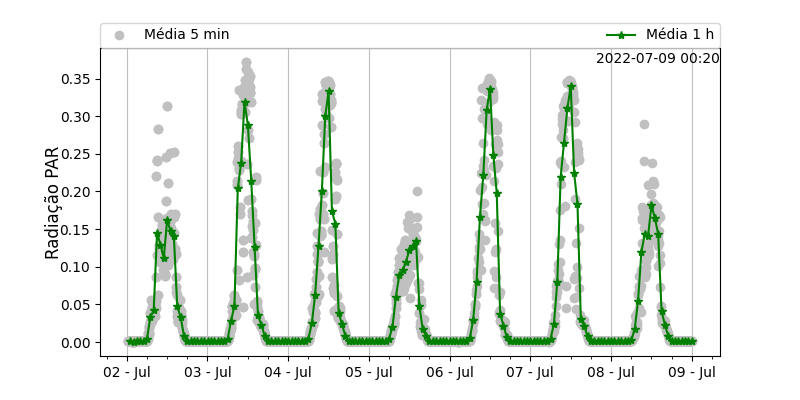 Média 5 min
Média 1 h
2022-07-09 00:20
Radiação PAR
0.35
0.30
0.25
0.20
0.15
0.10
0.05
0.00
02 - Jul
03 - Jul
04 - Jul
05 - Jul
06 - Jul
07 - Jul
08 - Jul
09 - Jul